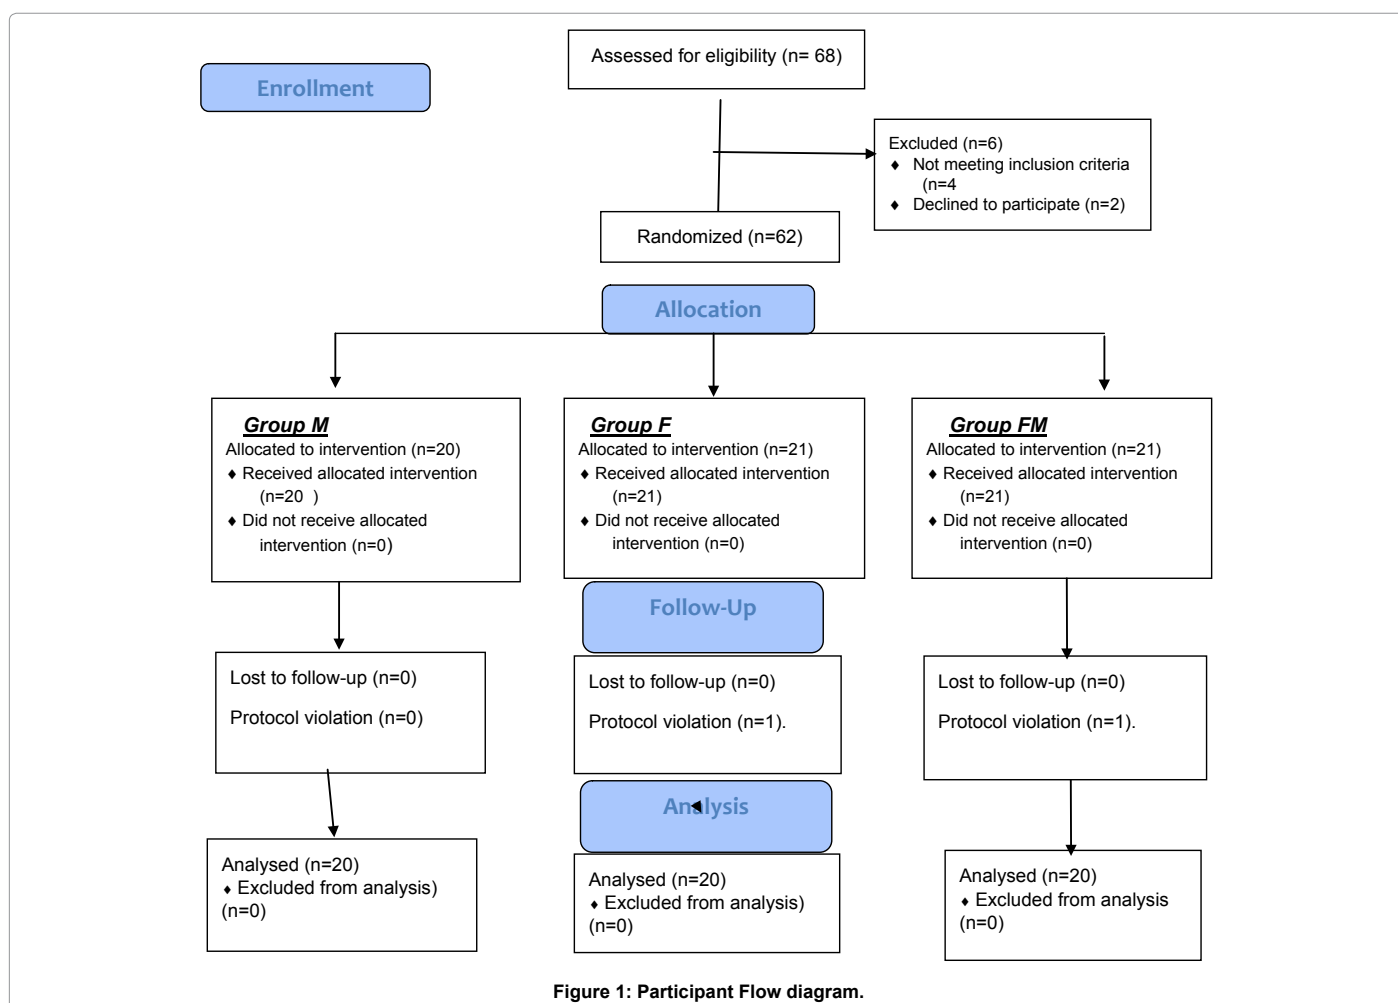 Assessed for eligibility (n= 68)
Enrollment
Excluded (n=6)
♦ Not meeting inclusion criteria
(n=4
♦ Declined to participate (n=2)
Randomized (n=62)
Allocation
Group M
Allocated to intervention (n=20)
♦ Received allocated intervention
(n=20 )
♦ Did not receive allocated
intervention (n=0)
Group F
Allocated to intervention (n=21)
♦ Received allocated intervention
(n=21)
♦ Did not receive allocated
intervention (n=0)
Group FM
Allocated to intervention (n=21)
♦ Received allocated intervention
(n=21)
♦ Did not receive allocated
intervention (n=0)
Follow-Up
Lost to follow-up (n=0)
Protocol violation (n=0)
Lost to follow-up (n=0)
Protocol violation (n=1).
Lost to follow-up (n=0)
Protocol violation (n=1).
Analysis
Analysed (n=20)
♦ Excluded from analysis)
(n=0)
Analysed (n=20)
♦ Excluded from analysis)
(n=0)
Analysed (n=20)
♦ Excluded from analysis
(n=0)
Figure 1: Participant Flow diagram.